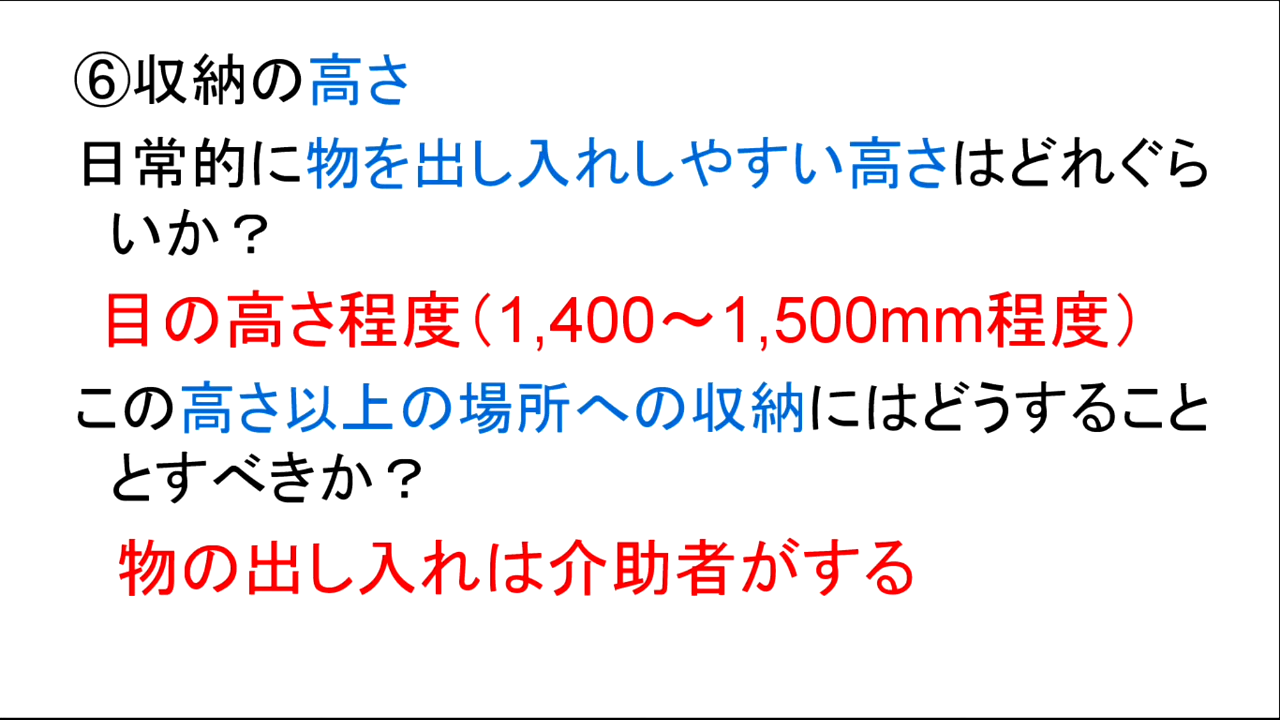 ⑥収納の高さ
日常的に物を出し入れしやすい高さはどれぐら
いか？
目の高さ程度（1,400～1,500mm程度）
この高さ以上の場所への収納にはどうすること
とすべきか？
物の出し入れは介助者がする